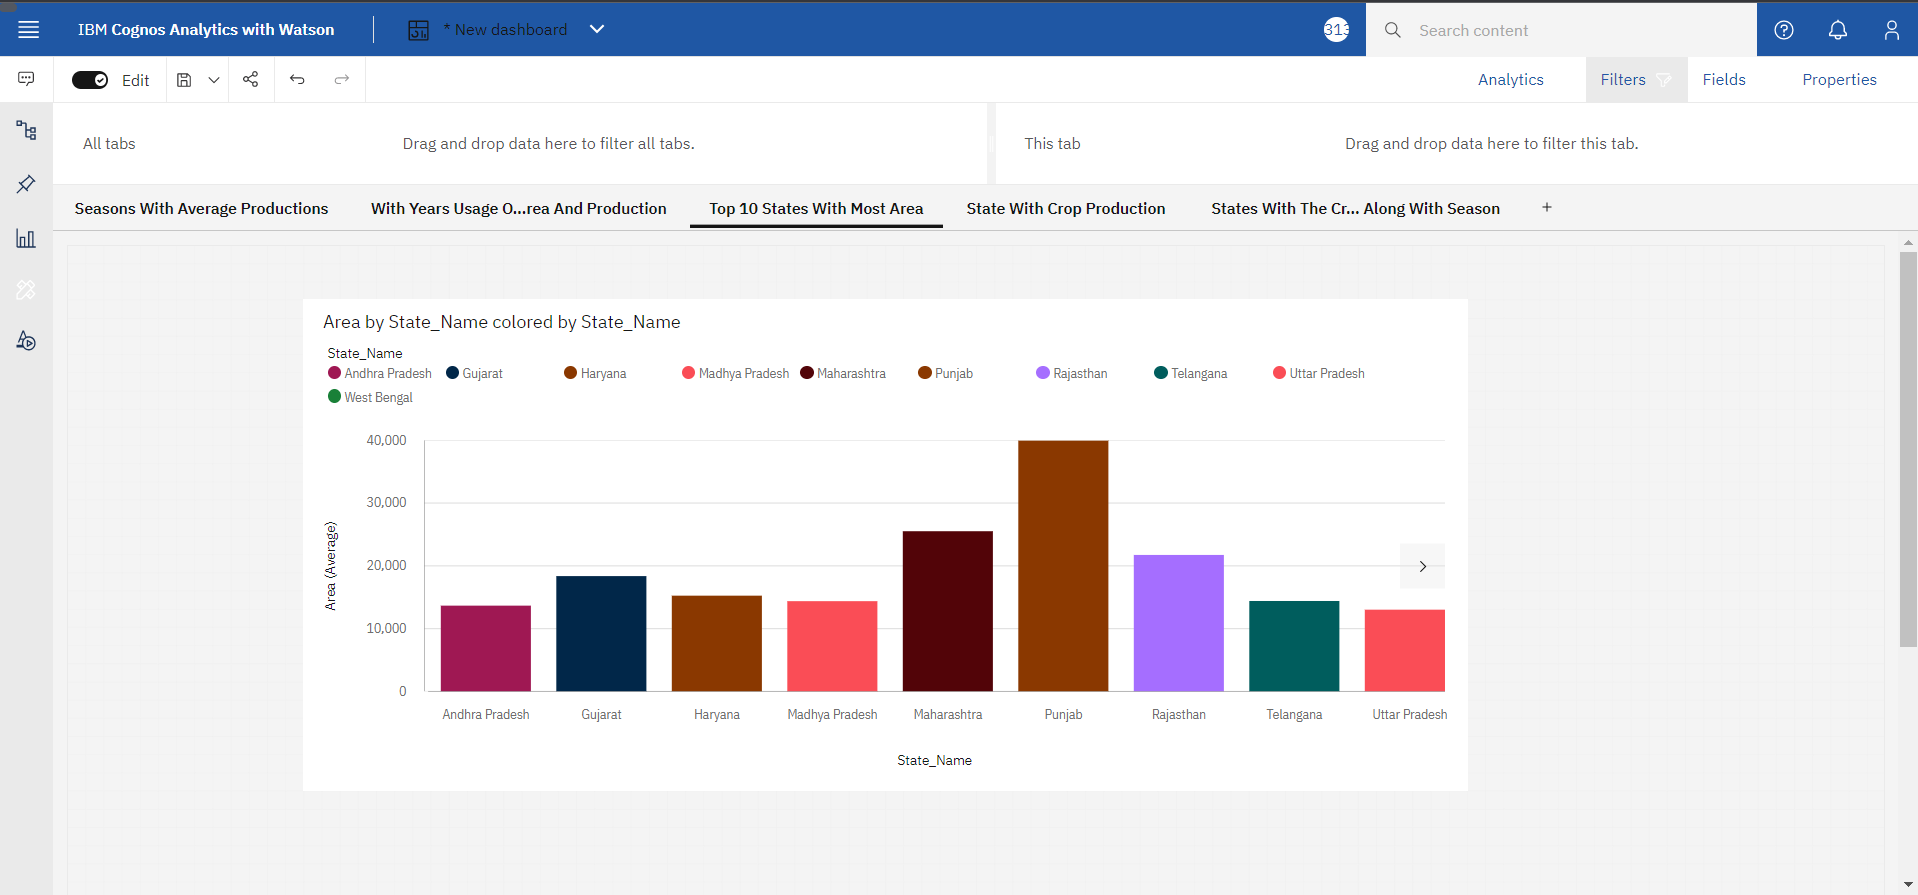 IBM Cognos Analytics with Watson
* New dashboard
313
Search content
Edit
Analytics
Filters
Fields
Properties
All tabs
Drag and drop data here to filter all tabs.
This tab
Drag and drop data here to filter this tab.
Seasons With Average Productions
With Years Usage O...rea And Production
Top 10 States With Most Area
State With Crop Production
States With The Cr... Along With Season
+
Area by State_Name colored by State_Name
State_Name
Andhra Pradesh
Gujarat
Haryana
Madhya Pradesh
Maharashtra
Punjab
Rajasthan
Telangana
Uttar Pradesh
West Bengal
40,000
30,000
20,000
10,000
0
Area (Average)
Andhra Pradesh
Gujarat
Haryana
Madhya Pradesh
Maharashtra
Punjab
Rajasthan
Telangana
Uttar Pradesh
State_Name